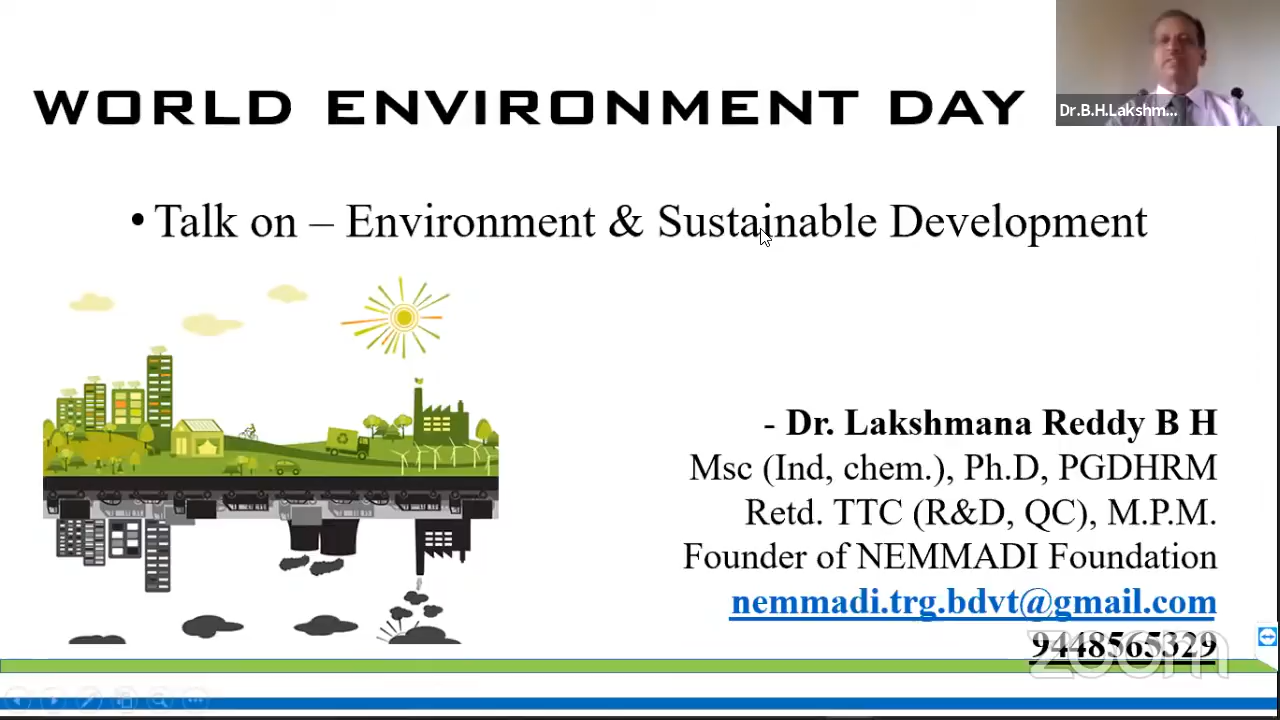 WORLD ENVIRONMENT DAY
Dr.B.H.Lakshm...
• Talk on – Environment & Sustainable Development
- Dr. Lakshmana Reddy B H
Msc (Ind, chem.), Ph.D, PGDHRM
Retd. TTC (R&D, QC), M.P.M.
Founder of NEMMADI Foundation
nemmadi.trg.bdvt@gmail.com
9448565329
zoom